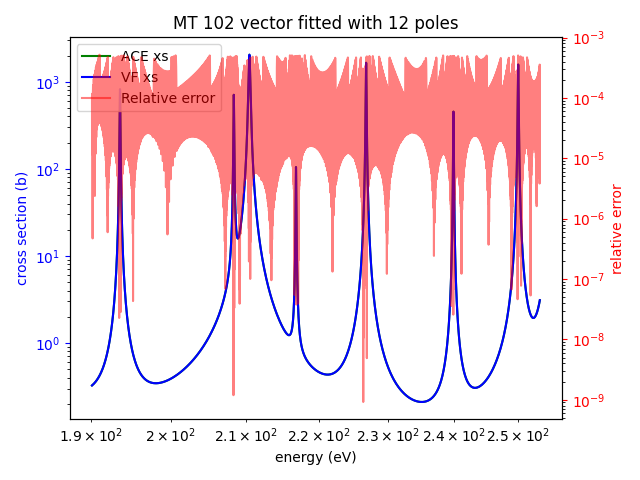 MT 102 vector fitted with 12 poles
ACE xs
VF xs
Relative error
cross section (b)
10³
10²
10¹
10⁰
10⁻³
10⁻⁴
10⁻⁵
10⁻⁶
10⁻⁷
10⁻⁸
10⁻⁹
relative error
1.9 × 10² 2 × 10² 2.1 × 10² 2.2 × 10² 2.3 × 10² 2.4 × 10² 2.5 × 10²
energy (eV)